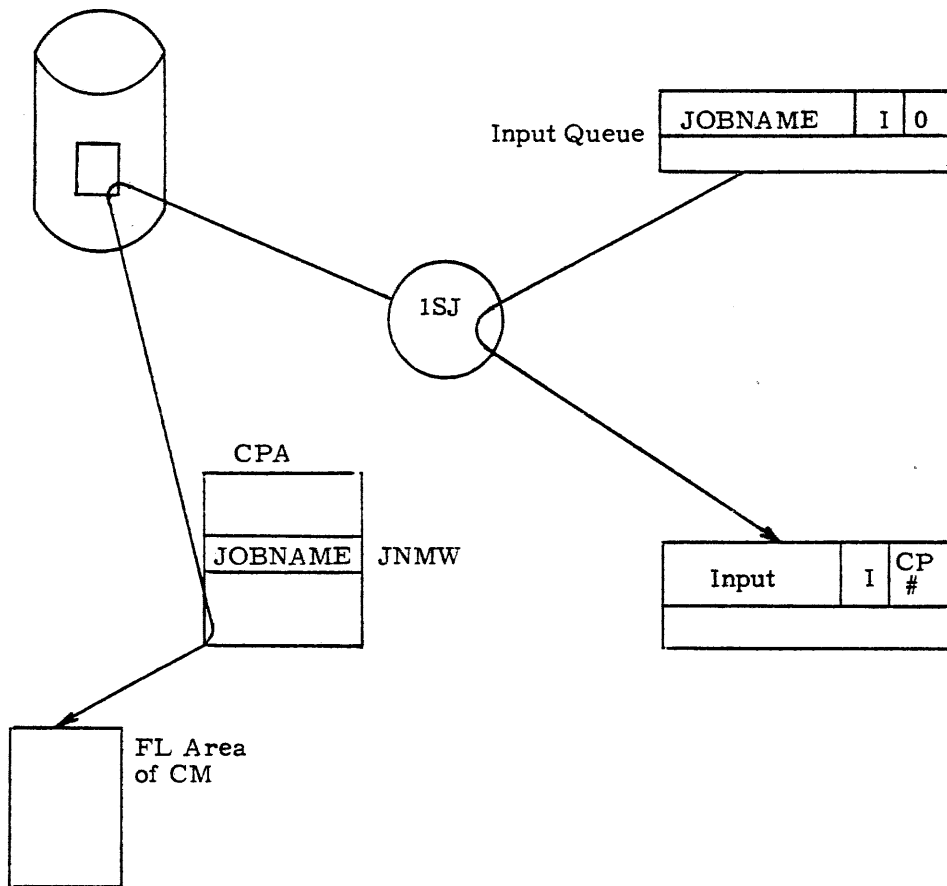 Input Queue
JOBNAME I 0
1SJ
CPA
JOBNAME JNMW
Input I CP
#
FL Area
of CM